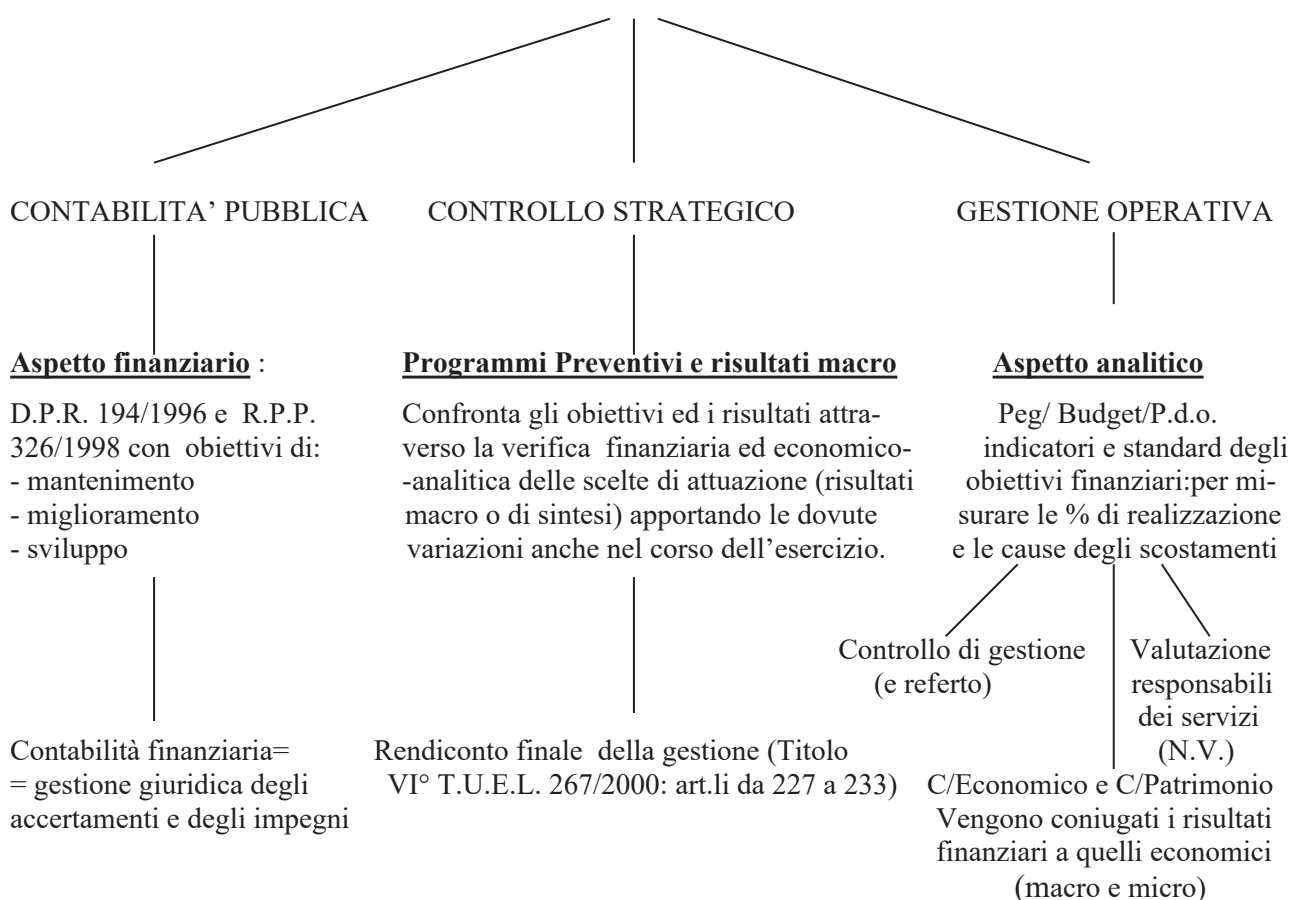 CONTABILITA’ PUBBLICA
CONTROLLO STRATEGICO
GESTIONE OPERATIVA
Aspetto finanziario :
D.P.R. 194/1996 e R.P.P.
326/1998 con obiettivi di:
- mantenimento
- miglioramento
- sviluppo
Contabilità finanziaria=
= gestione giuridica degli
accertamenti e degli impegni
Programmi Preventivi e risultati macro
Confronta gli obiettivi ed i risultati attra-
verso la verifica finanziaria ed economico-
-analitica delle scelte di attuazione (risultati
macro o di sintesi) apportando le dovute
variazioni anche nel corso dell’esercizio.
Rendiconto finale della gestione (Titolo
VI° T.U.E.L. 267/2000: art.li da 227 a 233)
Aspetto analitico
Peg/ Budget/P.d.o.
indicatori e standard degli
obiettivi finanziari:per mi-
surare le % di realizzazione
e le cause degli scostamenti
Controllo di gestione
(e referto)
Valutazione
responsabili
dei servizi
(N.V.)
C/Economico e C/Patrimonio
Vengono coniugati i risultati
finanziari a quelli economici
(macro e micro)